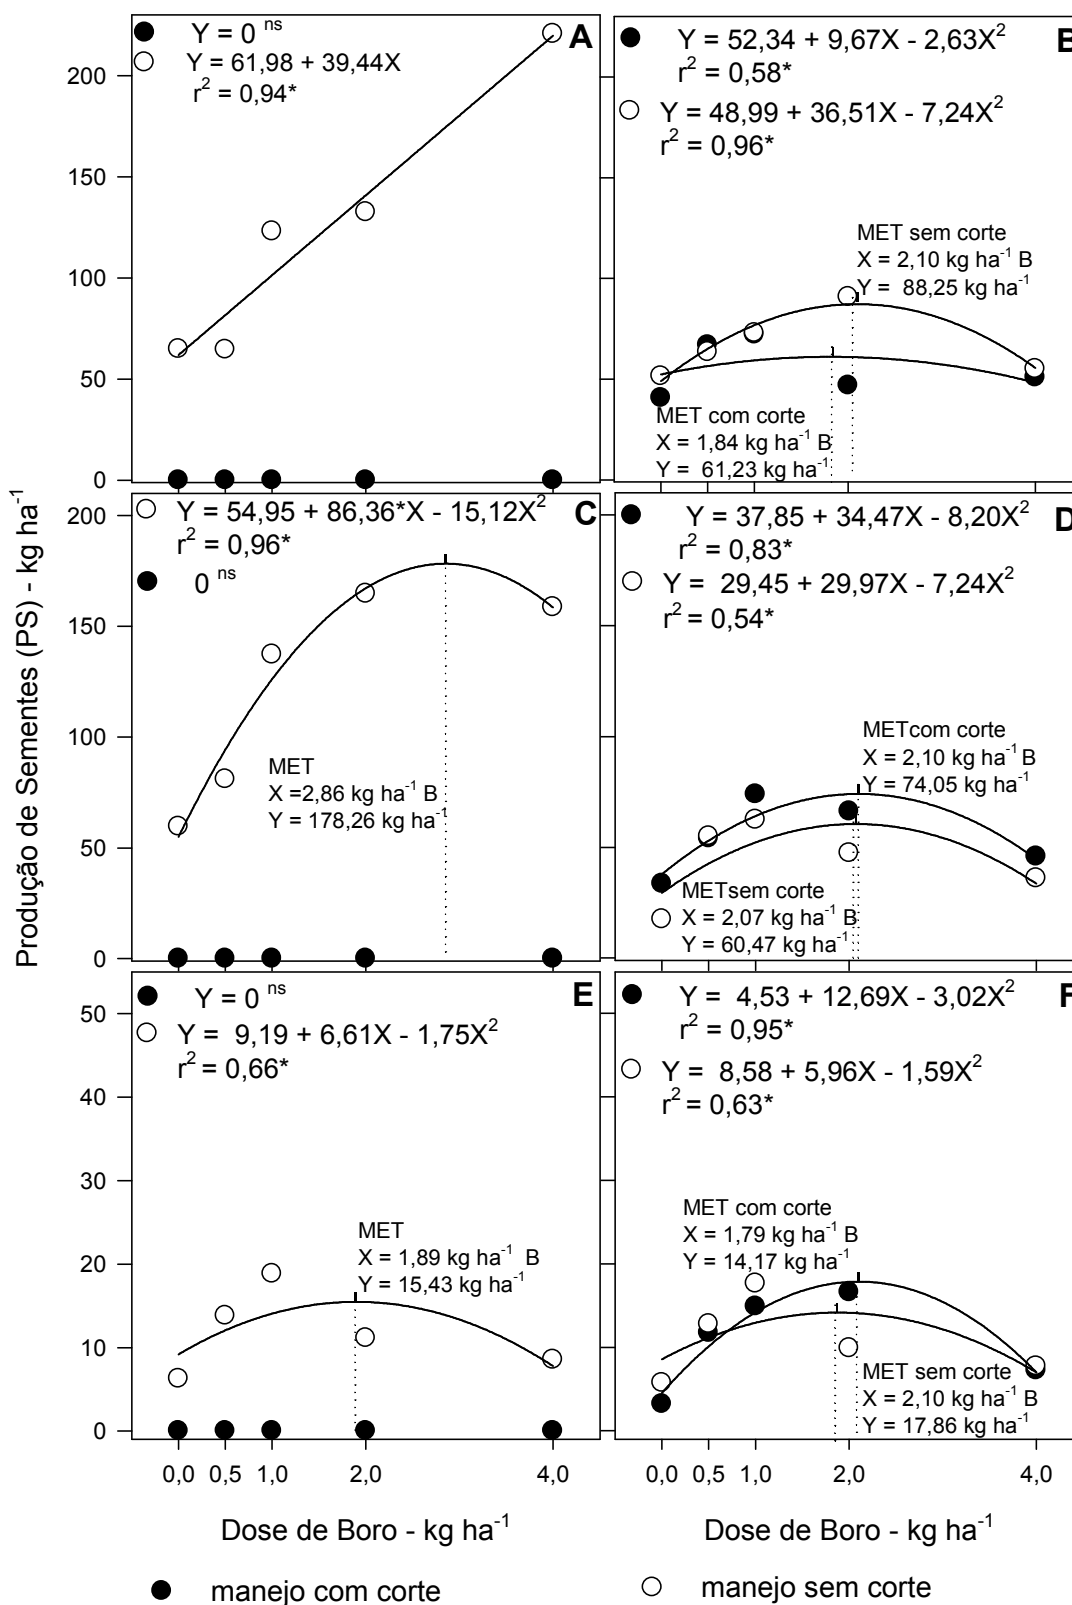 Produção de Sementes (PS) - kg ha⁻¹
A
Y = 0 ⁿˢ
Y = 61,98 + 39,44X
r² = 0,94*
200
150
100
50
0
B
Y = 52,34 + 9,67X - 2,63X²
r² = 0,58*
Y = 48,99 + 36,51X - 7,24X²
r² = 0,96*
MET sem corte
X = 2,10 kg ha⁻¹ B
Y = 88,25 kg ha⁻¹
MET com corte
X = 1,84 kg ha⁻¹ B
Y = 61,23 kg ha⁻¹
C
Y = 54,95 + 86,36*X - 15,12X²
r² = 0,96*
0 ⁿˢ
200
150
100
50
0
MET
X =2,86 kg ha⁻¹ B
Y = 178,26 kg ha⁻¹
D
Y = 37,85 + 34,47X - 8,20X²
r² = 0,83*
Y = 29,45 + 29,97X - 7,24X²
r² = 0,54*
METcom corte
X = 2,10 kg ha⁻¹ B
Y = 74,05 kg ha⁻¹
METsem corte
X = 2,07 kg ha⁻¹ B
Y = 60,47 kg ha⁻¹
E
Y = 0 ⁿˢ
Y = 9,19 + 6,61X - 1,75X²
r² = 0,66*
50
40
30
20
10
0
MET
X = 1,89 kg ha⁻¹ B
Y = 15,43 kg ha⁻¹
0,0 0,5 1,0 2,0 4,0
F
Y = 4,53 + 12,69X - 3,02X²
r² = 0,95*
Y = 8,58 + 5,96X - 1,59X²
r² = 0,63*
MET com corte
X = 1,79 kg ha⁻¹ B
Y = 14,17 kg ha⁻¹
MET sem corte
X = 2,10 kg ha⁻¹ B
Y = 17,86 kg ha⁻¹
0,0 0,5 1,0 2,0 4,0
Dose de Boro - kg ha⁻¹
Dose de Boro - kg ha⁻¹
manejo com corte
manejo sem corte